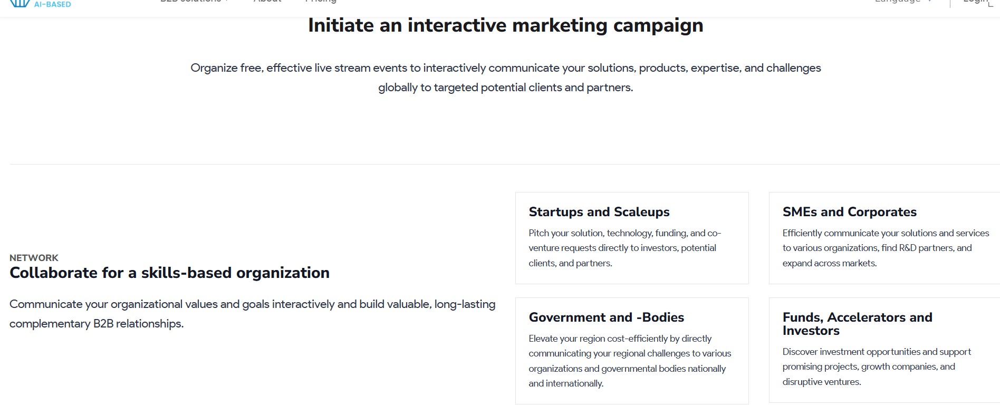 AI-BASED
B2B solutions
About
Pricing
Language
Login
Initiate an interactive marketing campaign
Organize free, effective live stream events to interactively communicate your solutions, products, expertise, and challenges
globally to targeted potential clients and partners.
NETWORK
Collaborate for a skills-based organization
Communicate your organizational values and goals interactively and build valuable, long-lasting
complementary B2B relationships.
Startups and Scaleups
Pitch your solution, technology, funding, and co-
venture requests directly to investors, potential
clients, and partners.
SMEs and Corporates
Efficiently communicate your solutions and services
to various organizations, find R&D partners, and
expand across markets.
Government and -Bodies
Elevate your region cost-efficiently by directly
communicating your regional challenges to various
organizations and governmental bodies nationally
and internationally.
Funds, Accelerators and
Investors
Discover investment opportunities and support
promising projects, growth companies, and
disruptive ventures.